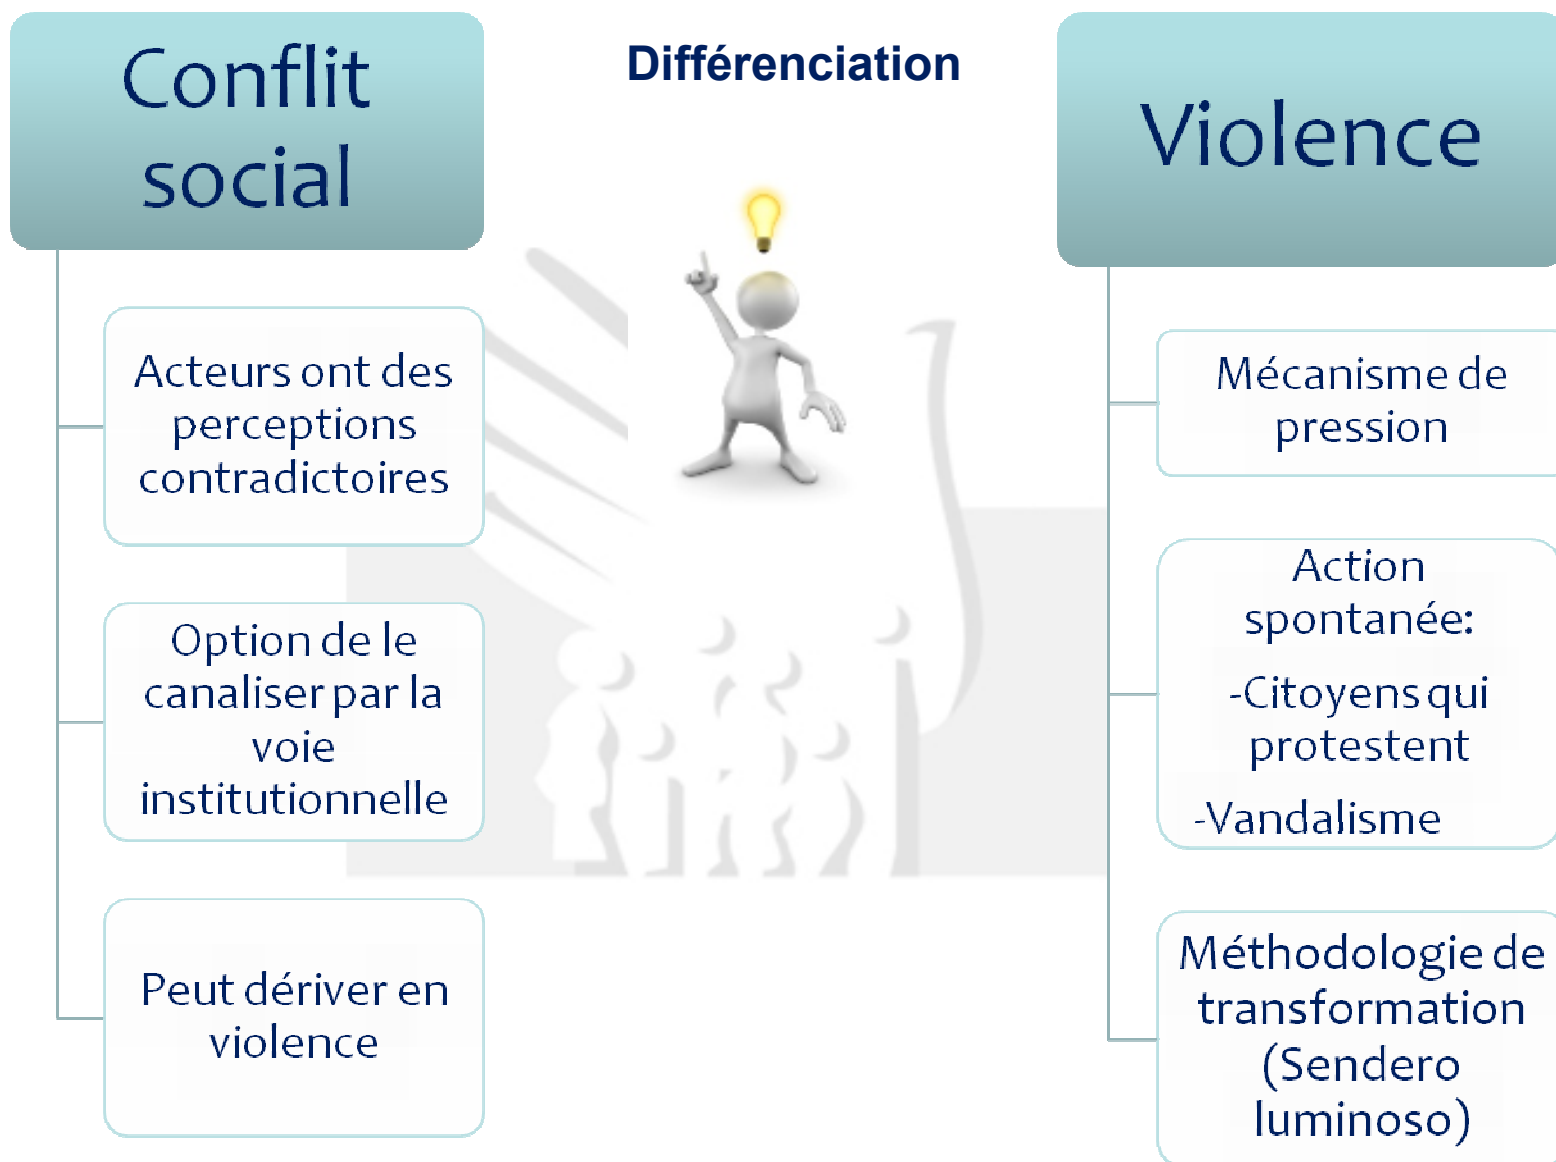 Conflit
social
Acteurs ont des
perceptions
contradictoires
Option de le
canaliser par la
voie
institutionnelle
Peut dériver en
violence
Différenciation
Violence
Mécanisme de
pression
Action
spontanée:
-Citoyens qui
protestent
-Vandalisme
Méthodologie de
transformation
(Sendero
luminoso)